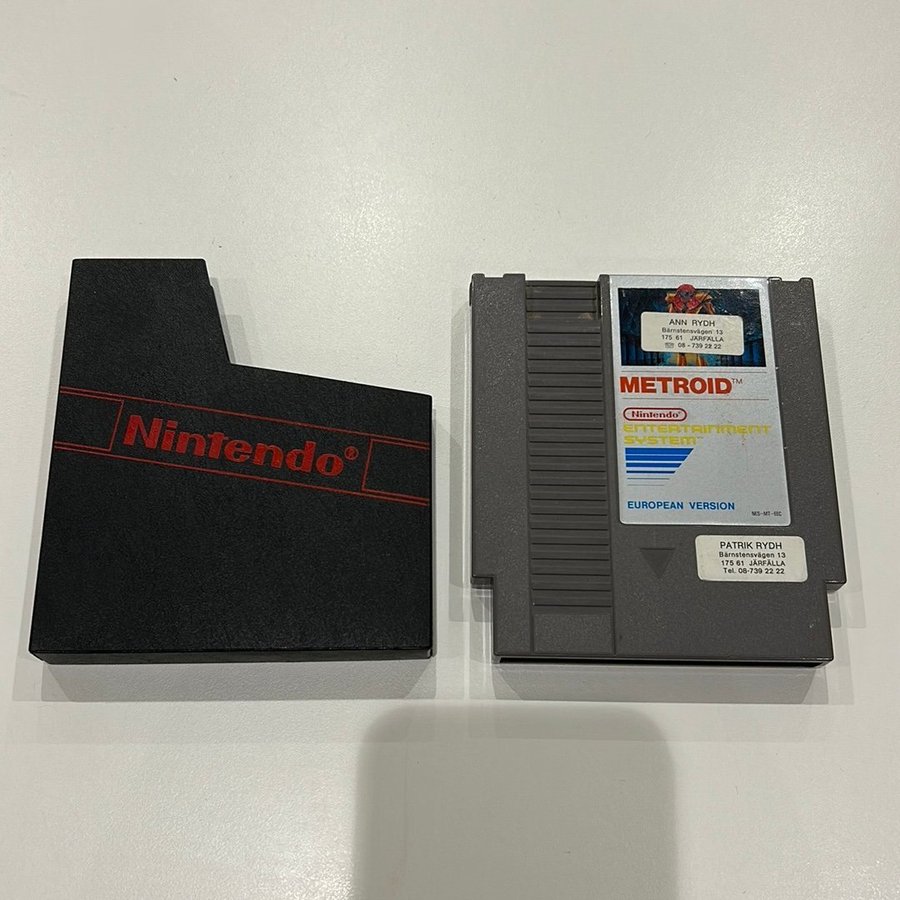 Nintendo®
ANN RYDH
Bärnstensvägen 13
175 61 JÄRFÄLLA
☎ 08 - 739 22 22
METROID™
Nintendo®
ENTERTAINMENT
SYSTEM™
EUROPEAN VERSION
PATRIK RYDH
Bärnstensvägen 13
175 61 JÄRFÄLLA
Tel. 08-739 22 22